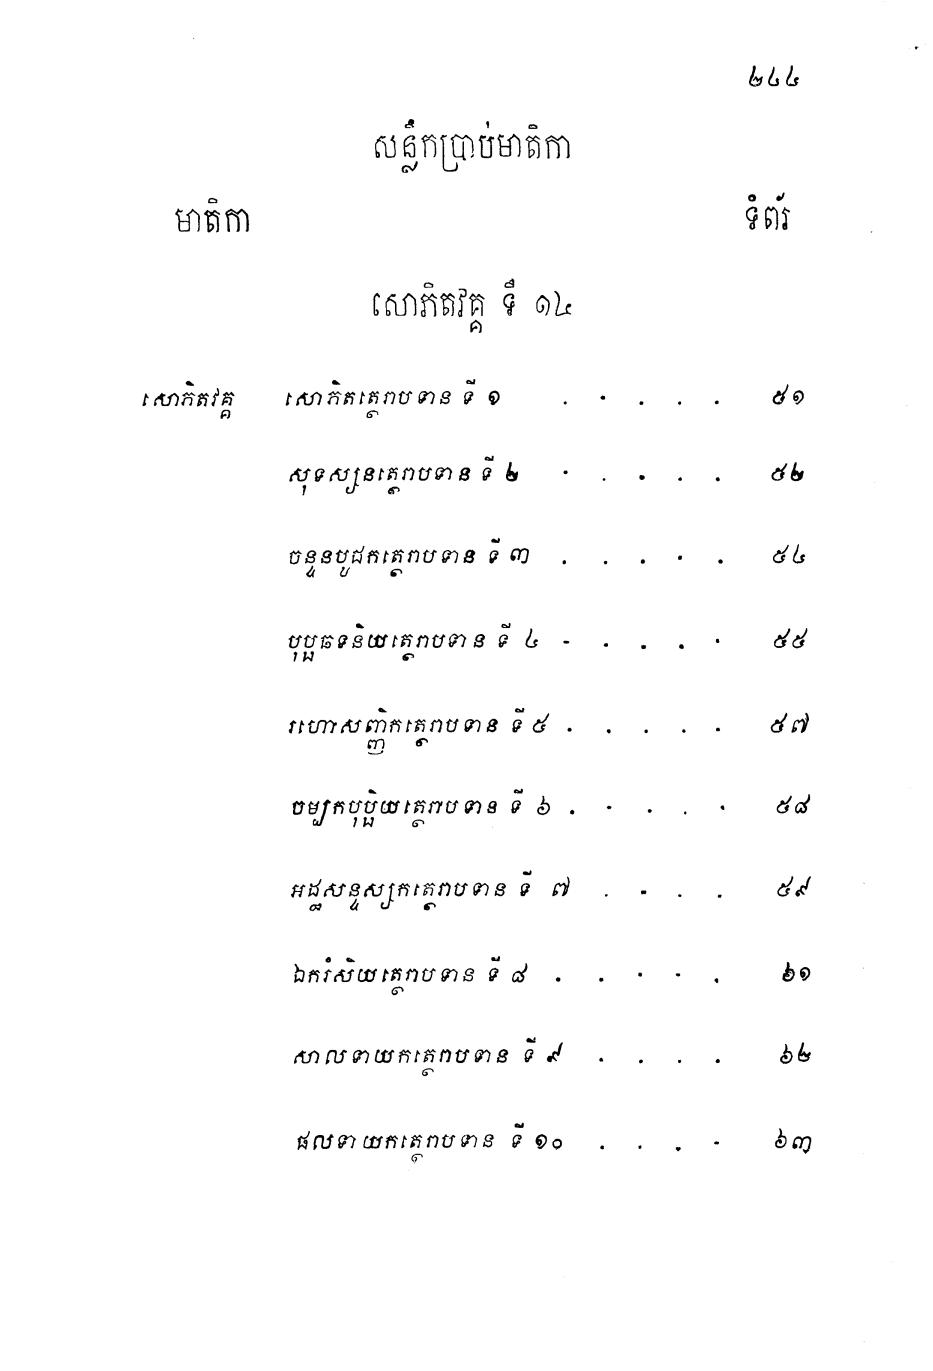 ២៤៤
សន្លឹកប្រាប់មាតិកា
មាតិកា ទំព័រ
សោភិតវគ្គ ទី ១៤
សោភិតវគ្គ សោភិតត្ថេរាបទាន ទី ១ . . . . . ៥១
សុទស្សនត្ថេរាបទាន ទី ២ . . . . . ៥២
ចន្ទនបូជកត្ថេរាបទាន ទី ៣ . . . . . ៥៤
បុប្ផឆទនិយត្ថេរាបទាន ទី ៤ . . . . . ៥៥
រហោសញ្ញិកត្ថេរាបទាន ទី ៥ . . . . . ៥៧
ចម្បកបុប្ផិយត្ថេរាបទាន ទី ៦ . . . . . ៥៨
អដ្ឋសន្ទស្សកត្ថេរាបទាន ទី ៧ . . . . ៥៩
ឯករំសិយត្ថេរាបទាន ទី ៨ . . . . . ៦១
សាលទាយកត្ថេរាបទាន ទី ៩ . . . . ៦២
ផលទាយកត្ថេរាបទាន ទី ១០ . . . . ៦៣